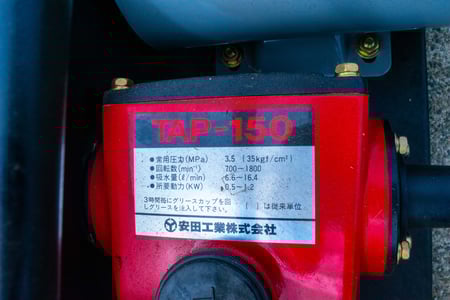 TAP-150
●常用圧力(MPa) 3.5 (35kgf/cm²)
●回転数(min⁻¹) 700~1800
●吸水量(ℓ/min) 6.6~16.4
●所要動力(KW) 0.5~1.2
3時間毎にグリースカップを回
しグリースを注入して下さい。
( )は従来単位
安田工業株式会社